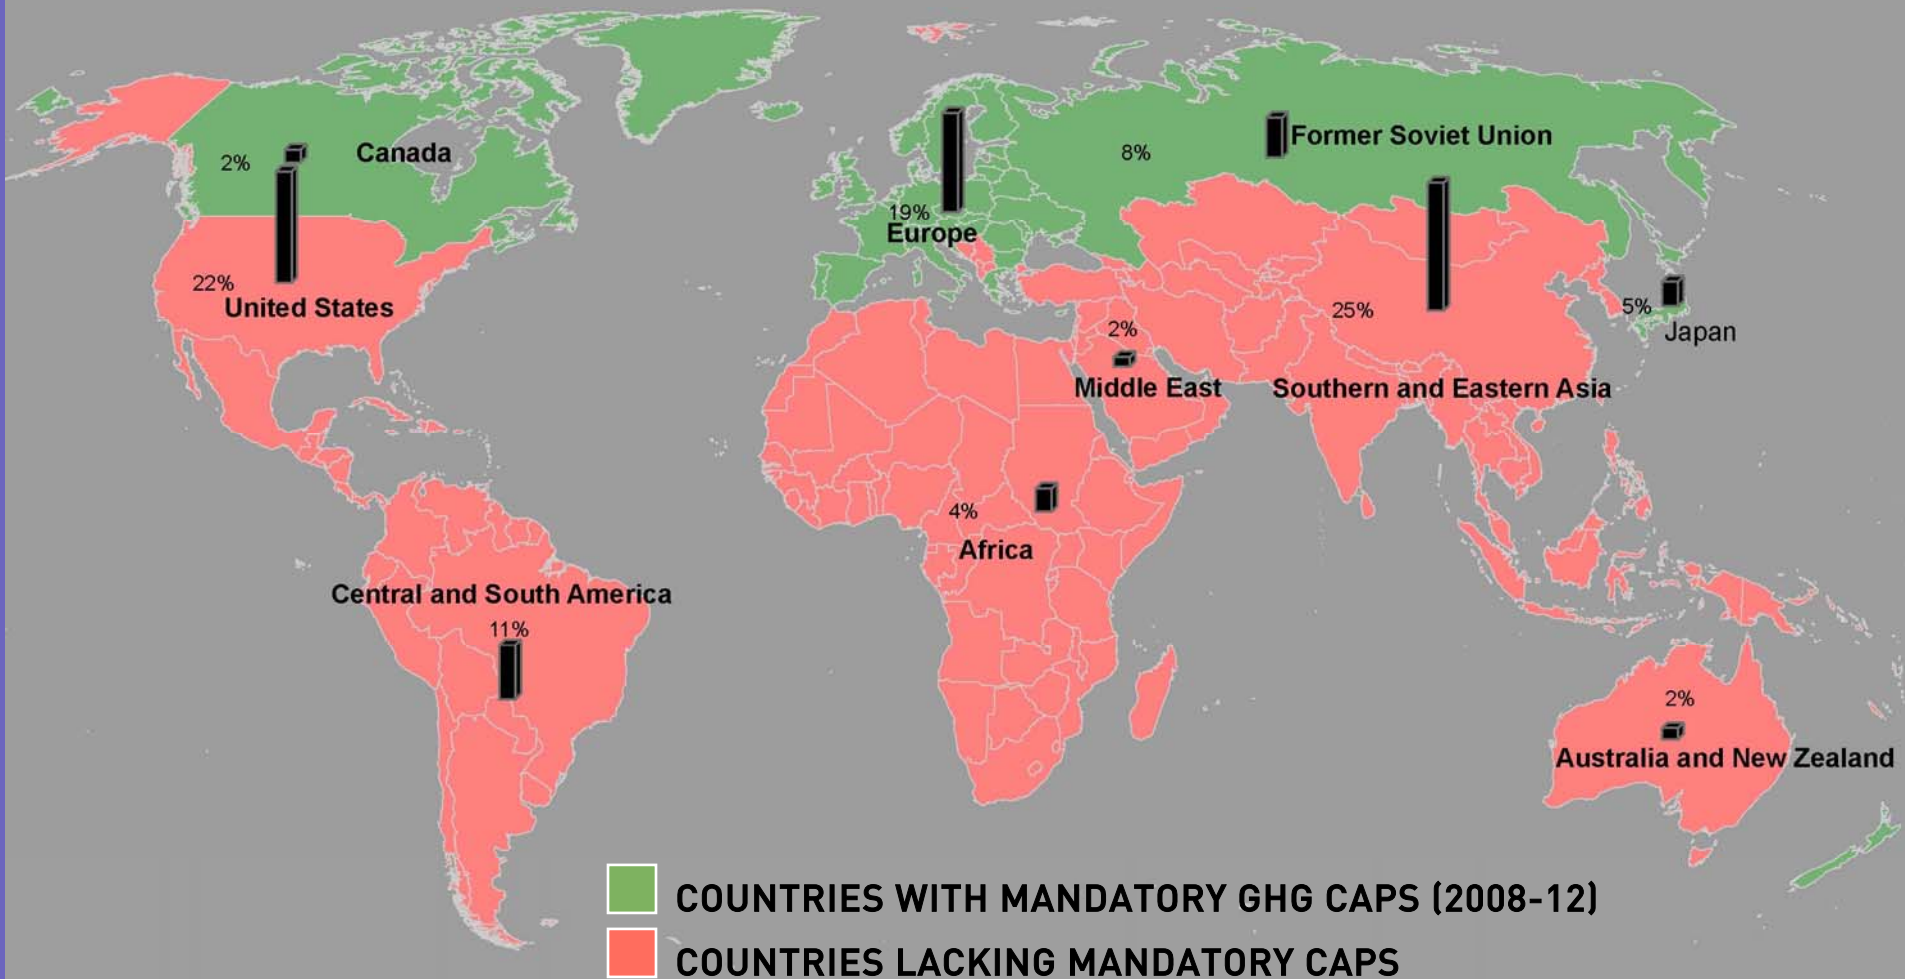 2%
Canada
22%
United States
19%
Europe
8%
Former Soviet Union
25%
Southern and Eastern Asia
5%
Japan
2%
Middle East
4%
Africa
Central and South America
11%
2%
Australia and New Zealand
COUNTRIES WITH MANDATORY GHG CAPS (2008-12)
COUNTRIES LACKING MANDATORY CAPS